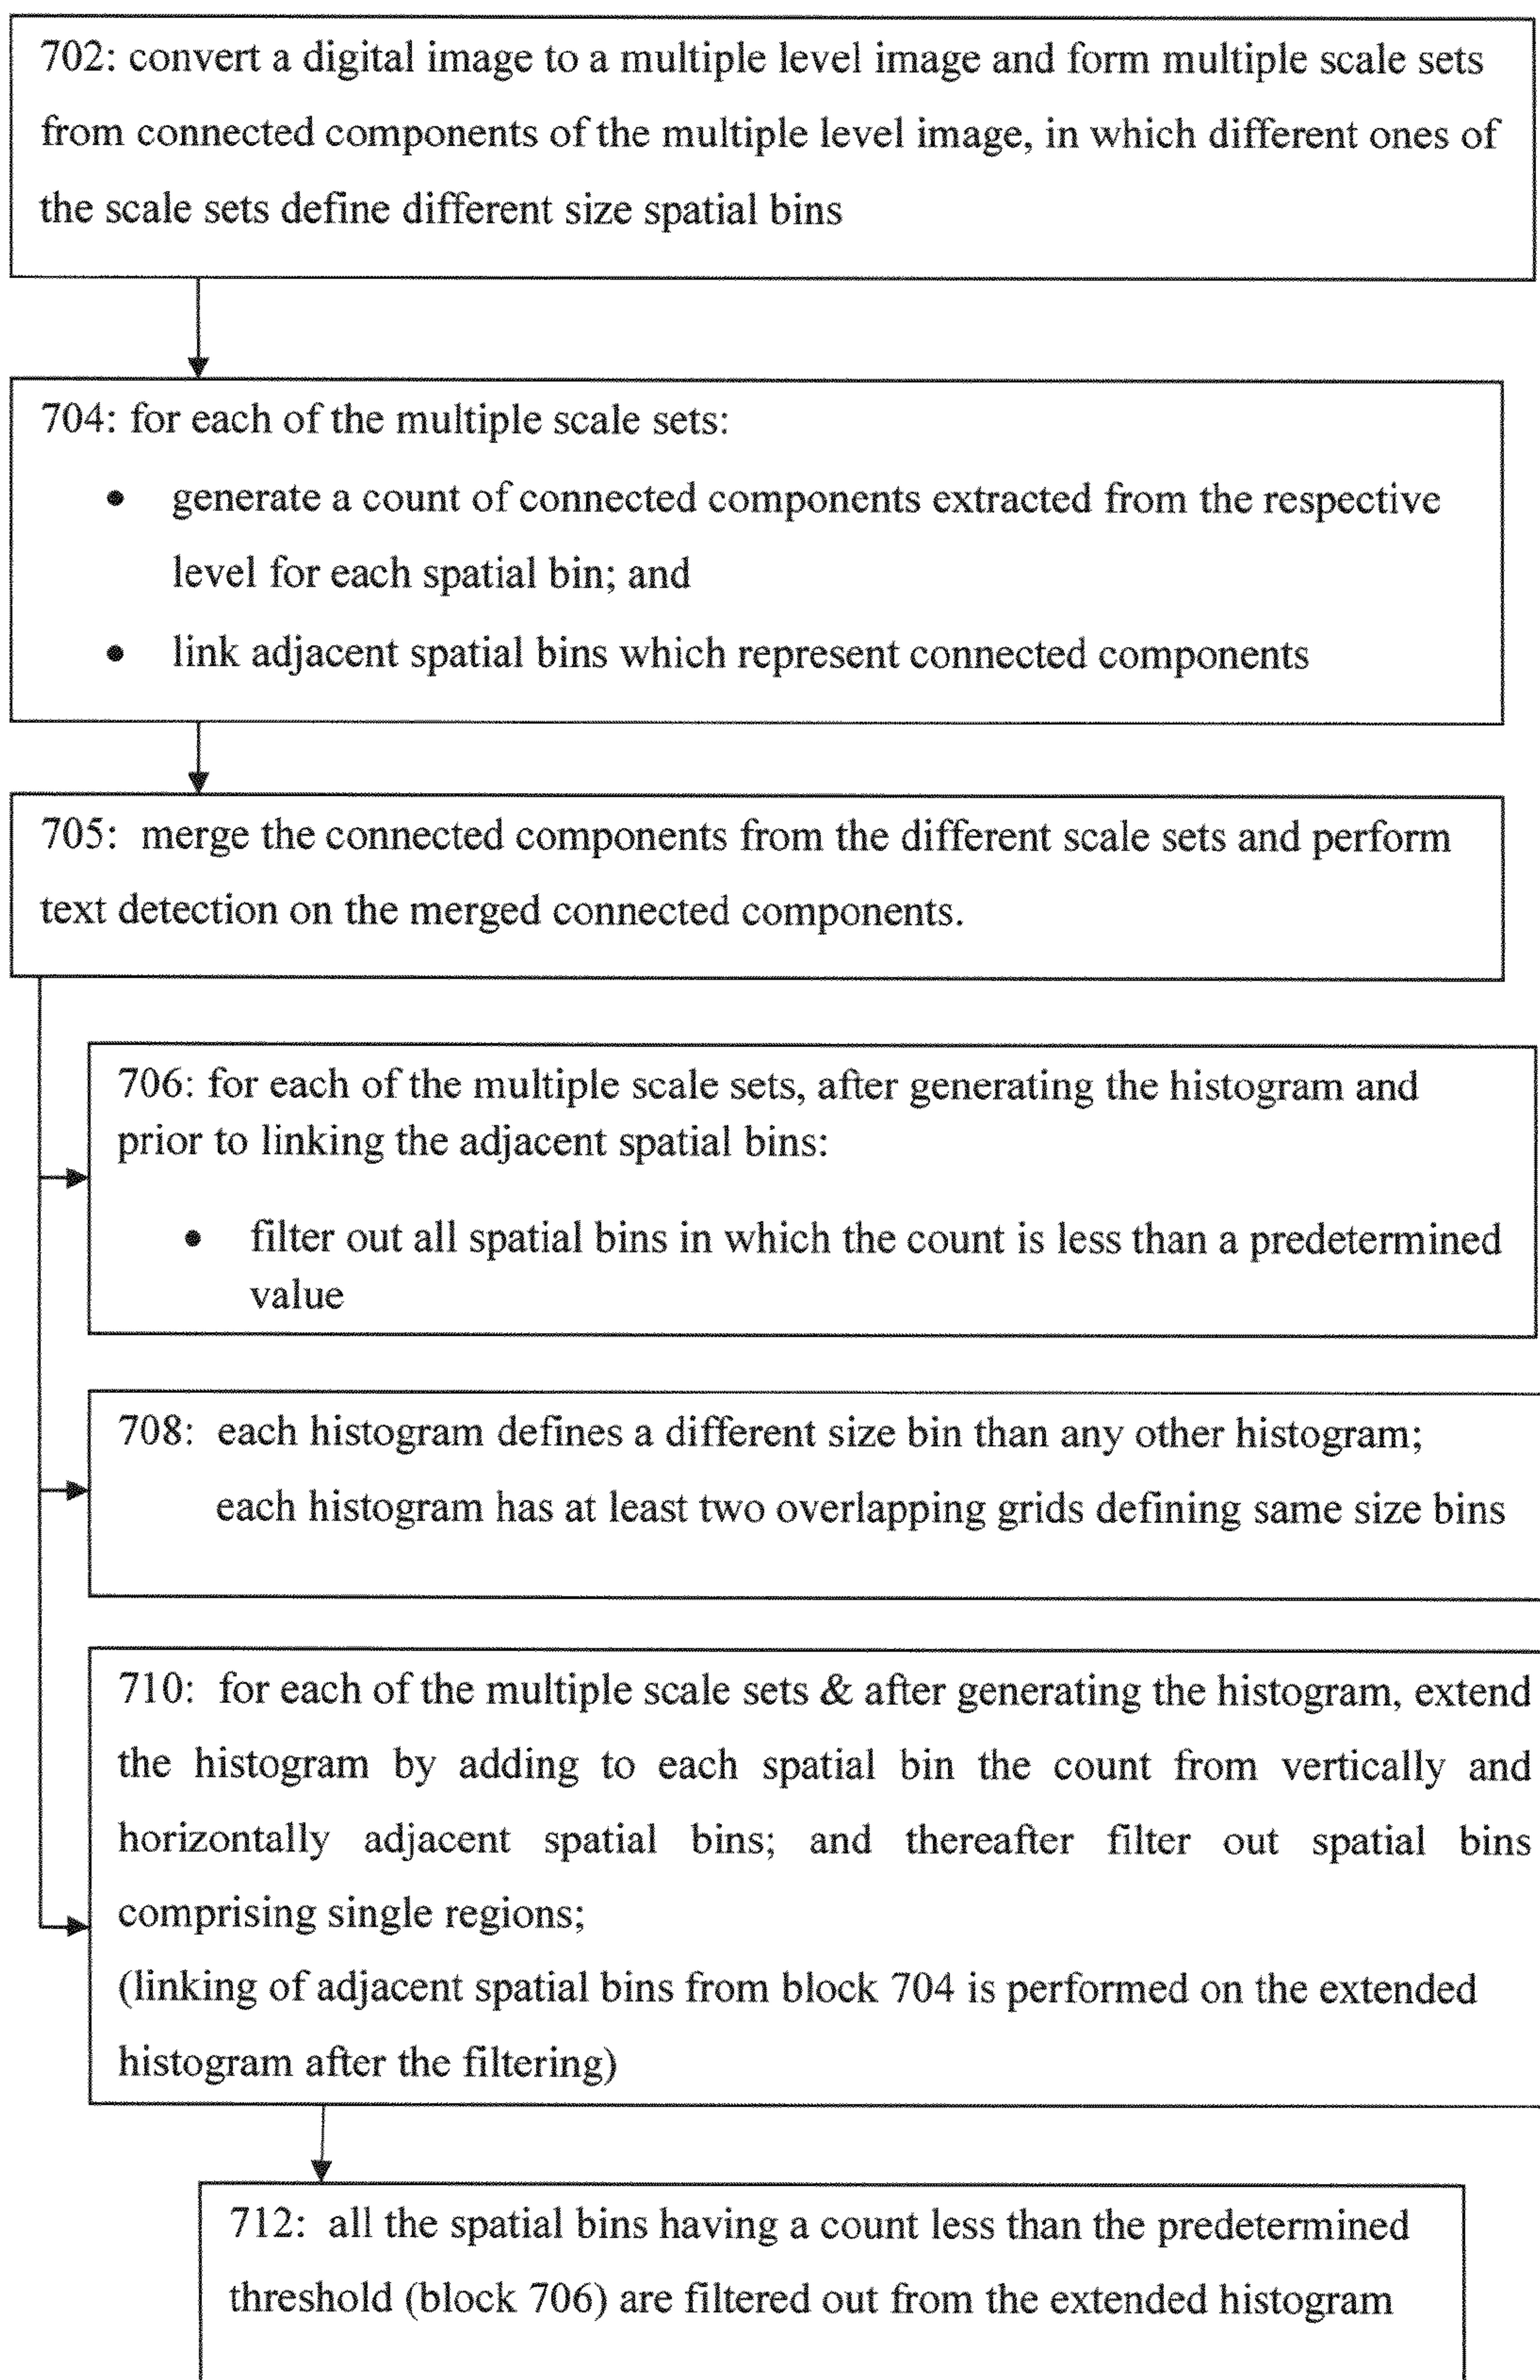 702: convert a digital image to a multiple level image and form multiple scale sets
from connected components of the multiple level image, in which different ones of
the scale sets define different size spatial bins
704: for each of the multiple scale sets:
• generate a count of connected components extracted from the respective
level for each spatial bin; and
• link adjacent spatial bins which represent connected components
705: merge the connected components from the different scale sets and perform
text detection on the merged connected components.
706: for each of the multiple scale sets, after generating the histogram and
prior to linking the adjacent spatial bins:
• filter out all spatial bins in which the count is less than a predetermined
value
708: each histogram defines a different size bin than any other histogram;
each histogram has at least two overlapping grids defining same size bins
710: for each of the multiple scale sets & after generating the histogram, extend
the histogram by adding to each spatial bin the count from vertically and
horizontally adjacent spatial bins; and thereafter filter out spatial bins
comprising single regions;
(linking of adjacent spatial bins from block 704 is performed on the extended
histogram after the filtering)
712: all the spatial bins having a count less than the predetermined
threshold (block 706) are filtered out from the extended histogram